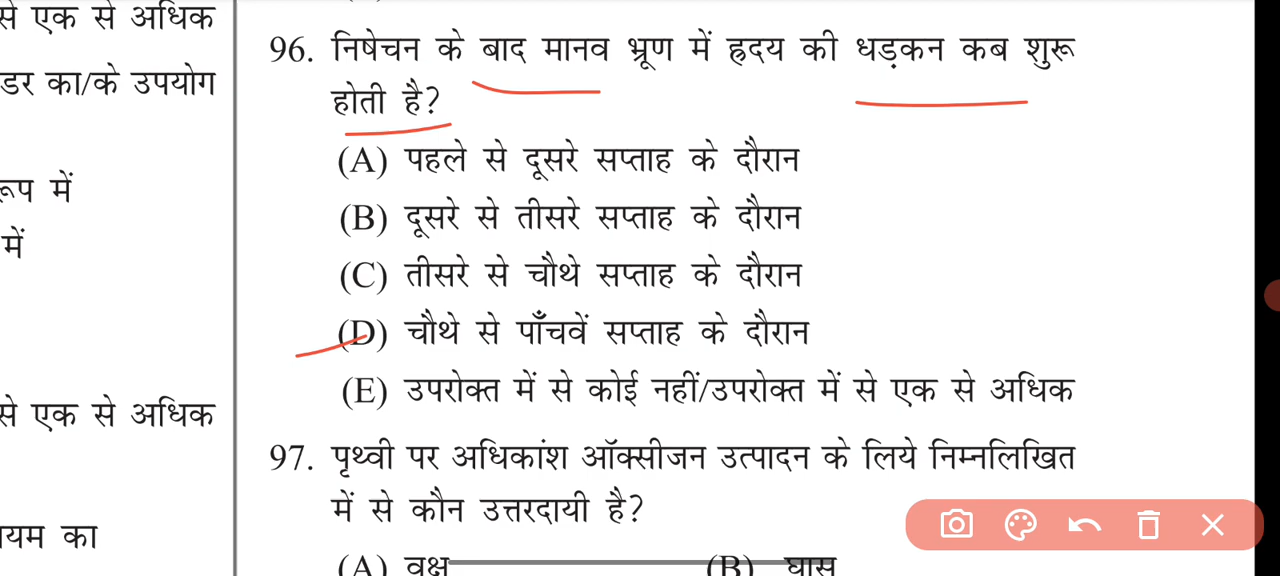 से एक से अधिक
डर का/के उपयोग
रूप में
में
से एक से अधिक
यम का
96. निषेचन के बाद मानव भ्रूण में ह्रदय की धड़कन कब शुरू
होती है?
(A) पहले से दूसरे सप्ताह के दौरान
(B) दूसरे से तीसरे सप्ताह के दौरान
(C) तीसरे से चौथे सप्ताह के दौरान
(D) चौथे से पाँचवें सप्ताह के दौरान
(E) उपरोक्त में से कोई नहीं/उपरोक्त में से एक से अधिक
97. पृथ्वी पर अधिकांश ऑक्सीजन उत्पादन के लिये निम्नलिखित
में से कौन उत्तरदायी है?
(A) वृक्ष (B) घास